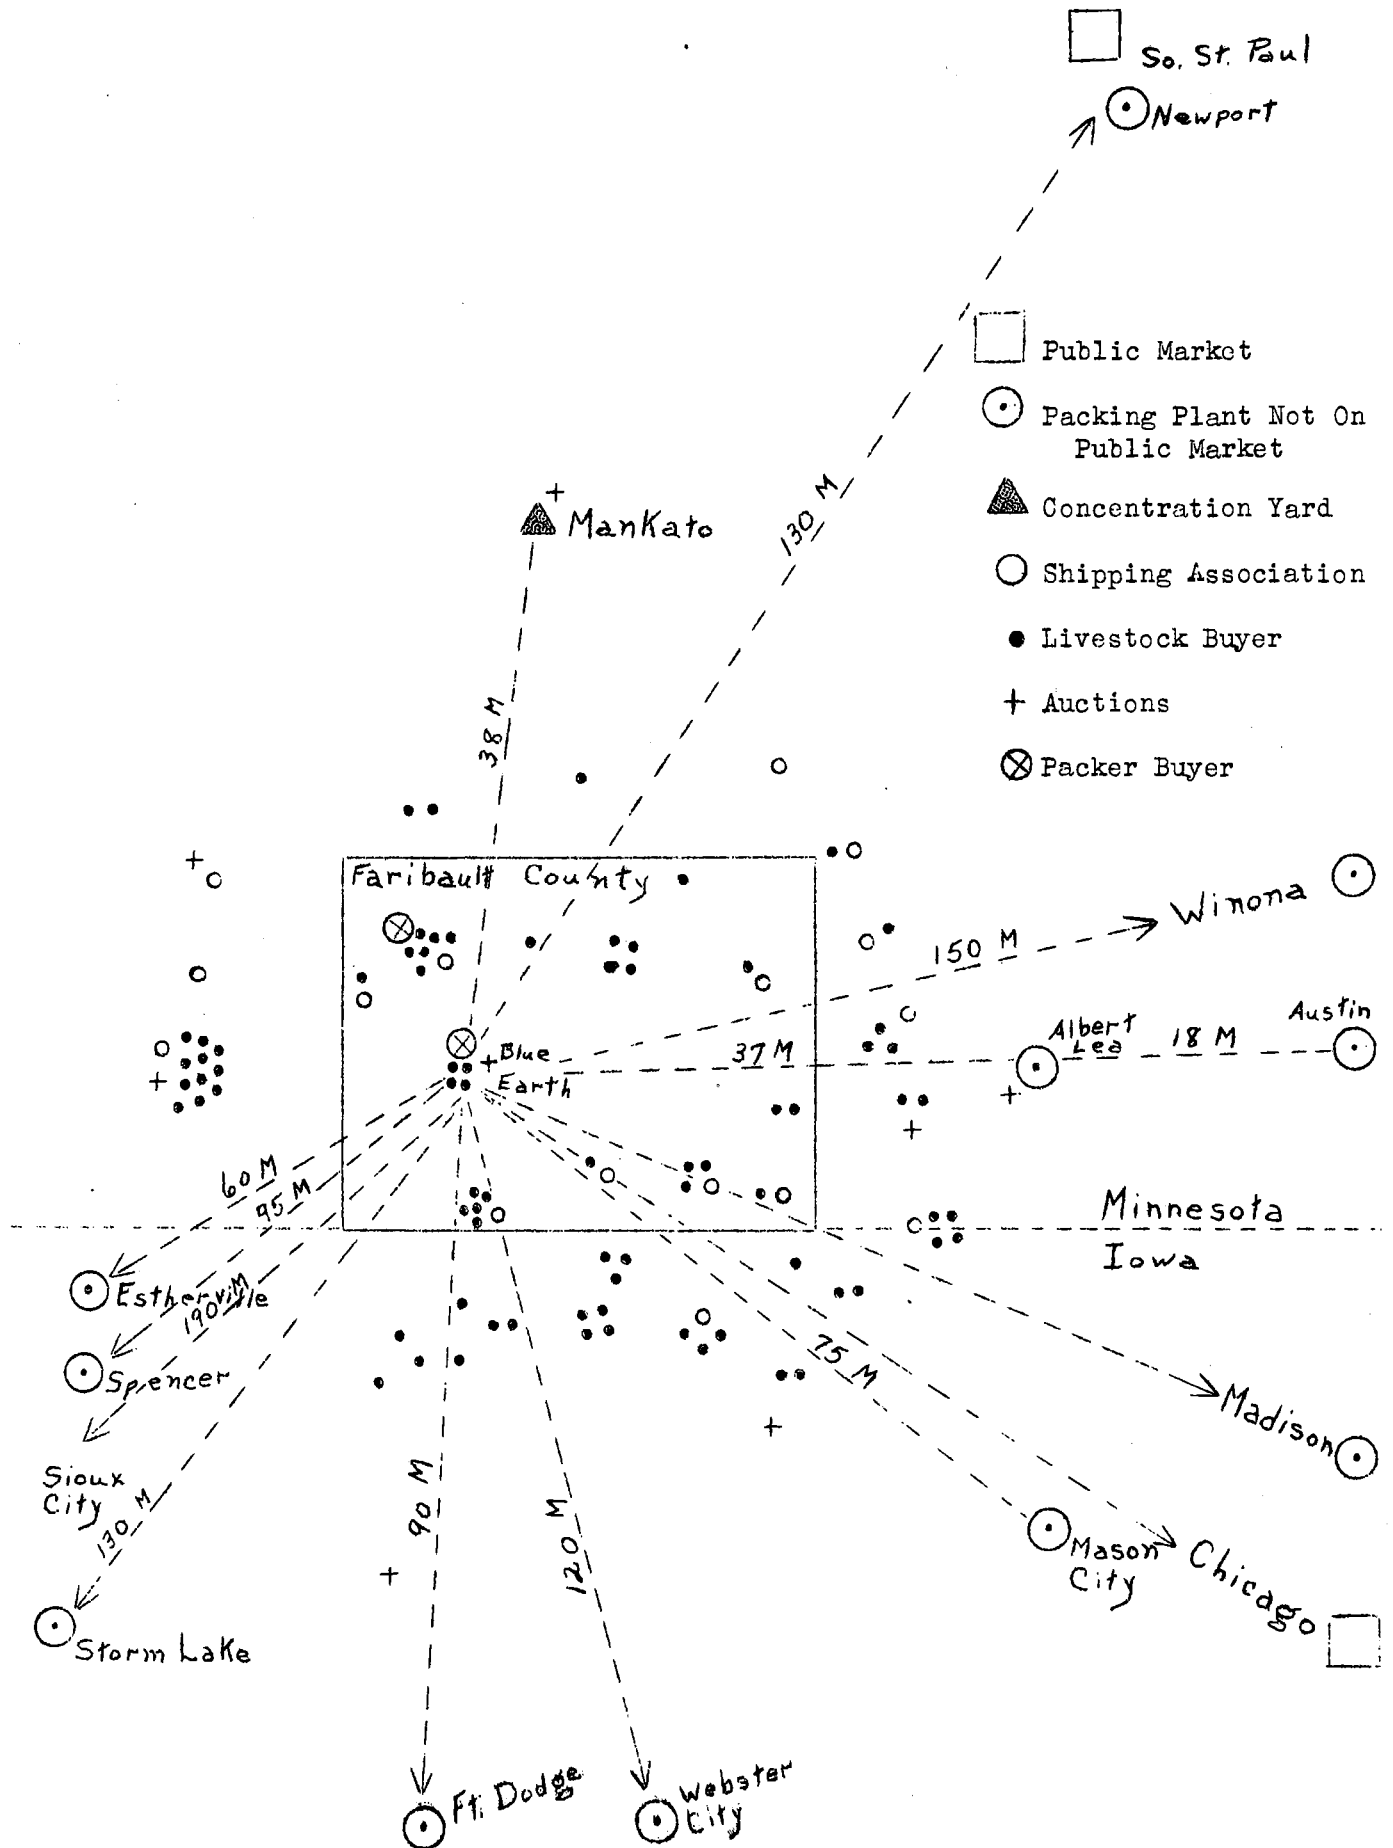 So. St. Paul
Newport
Public Market
Packing Plant Not On
Public Market
Concentration Yard
Shipping Association
Livestock Buyer
Auctions
Packer Buyer
130 M
Mankato
38 M
Faribault County
Winona
150 M
Austin
Albert
Lea
18 M
37 M
Blue
Earth
60 M
95 M
Minnesota
Iowa
Estherville
190 M
Spencer
75 M
Madison
Sioux
City
130 M
90 M
120 M
Mason
City
Chicago
Storm Lake
Ft. Dodge
Webster
City